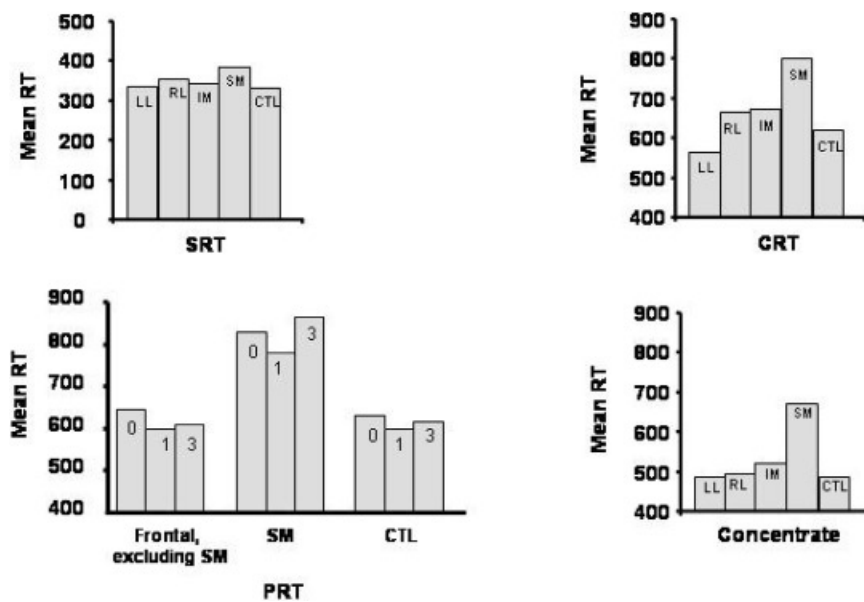 Mean RT
500
400
300
200
100
0
LL RL IM SM CTL
SRT
Mean RT
900
800
700
600
500
400
LL RL IM SM CTL
CRT
Mean RT
900
800
700
600
500
400
0 1 3 0 1 3 0 1 3
Frontal, SM CTL
excluding SM
PRT
Mean RT
900
800
700
600
500
400
LL RL IM SM CTL
Concentrate